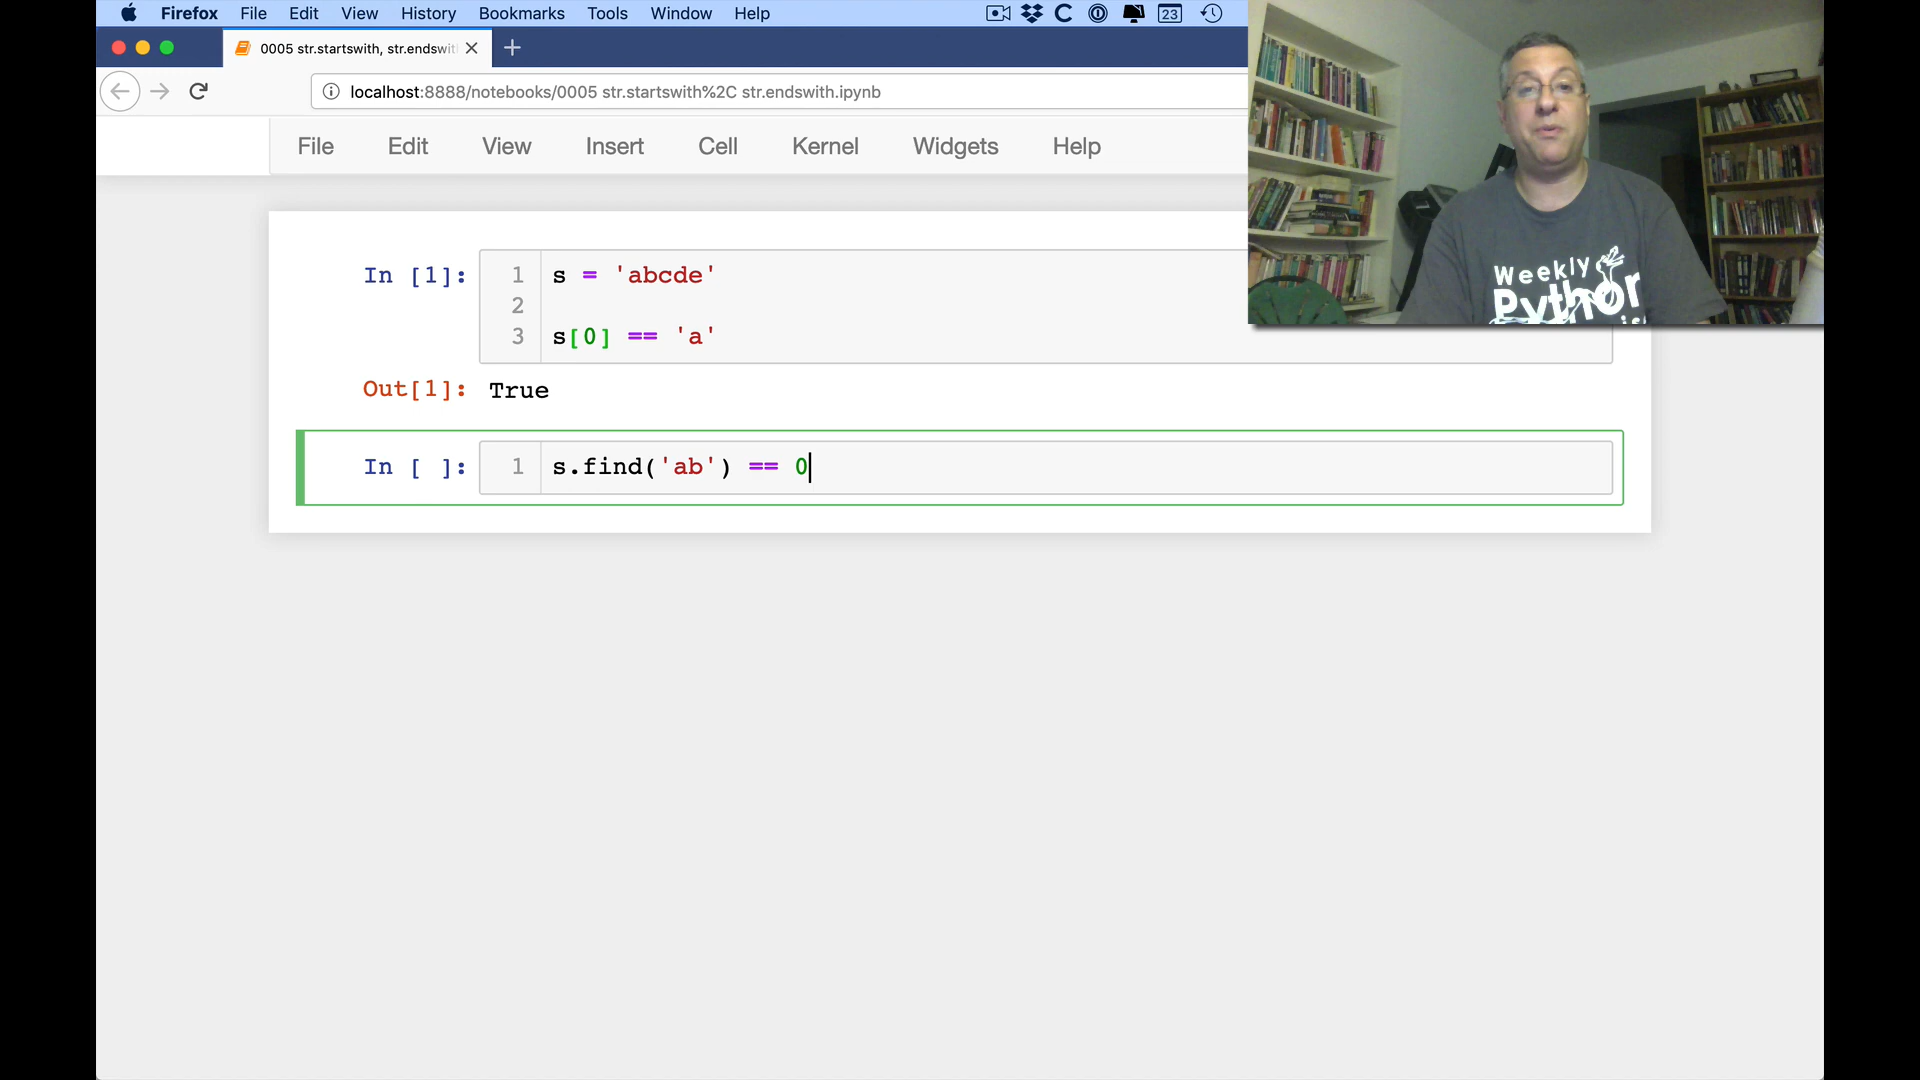 Firefox File Edit View History Bookmarks Tools Window Help 23
0005 str.startswith, str.endswit
localhost:8888/notebooks/0005 str.startswith%2C str.endswith.ipynb
File Edit View Insert Cell Kernel Widgets Help
Weekly
Python
In [1]: 1 s = 'abcde'
2
3 s[0] == 'a'
Out[1]: True
In [ ]: 1 s.find('ab') == 0